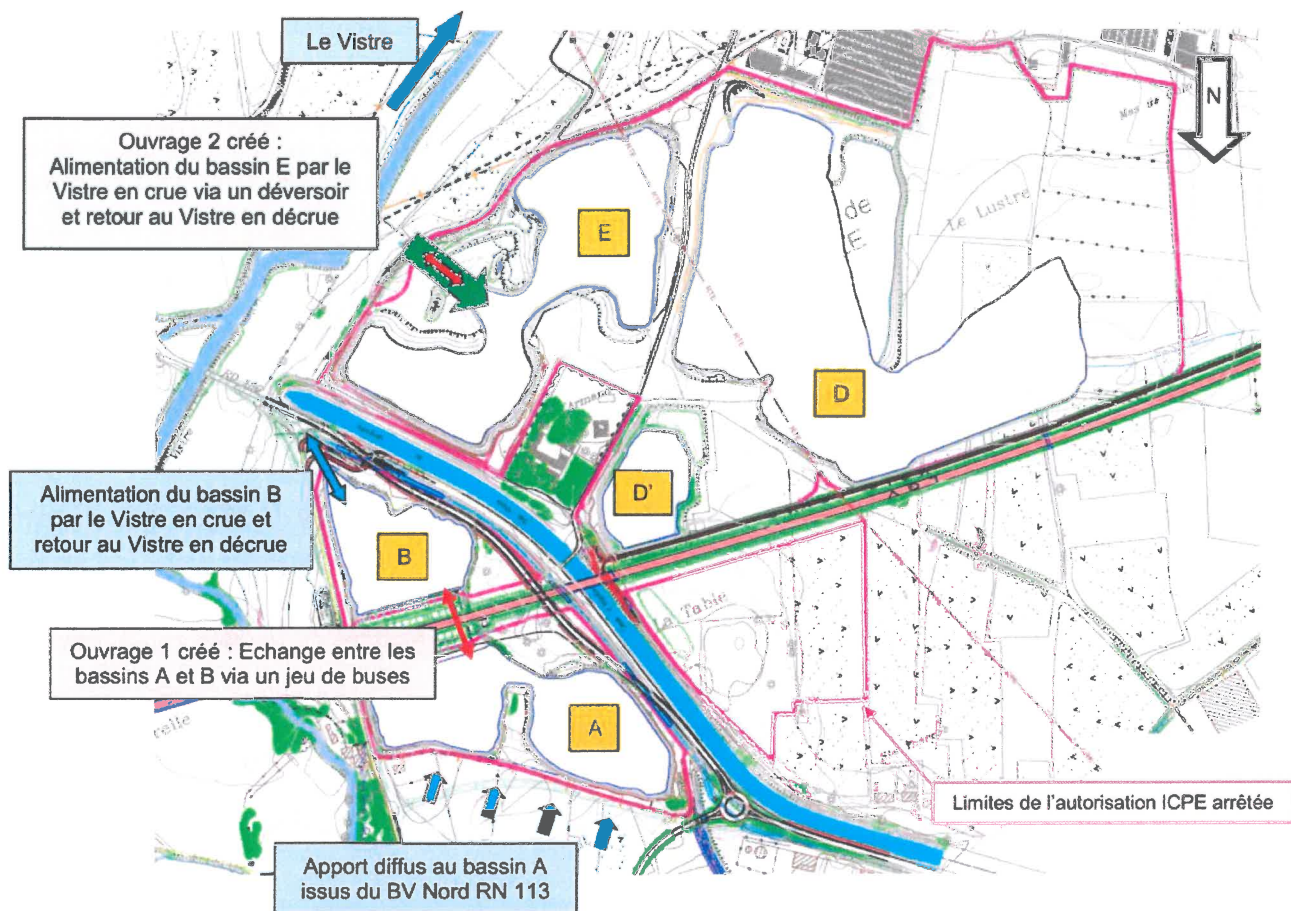 Le Vistre
N
Ouvrage 2 créé :
Alimentation du bassin E par le
Vistre en crue via un déversoir
et retour au Vistre en décrue
E
de
E
Le Lustre
D
D'
Alimentation du bassin B
par le Vistre en crue et
retour au Vistre en décrue
B
La Table
Ouvrage 1 créé : Echange entre les
bassins A et B via un jeu de buses
A
Limites de l'autorisation ICPE arrêtée
Apport diffus au bassin A
issus du BV Nord RN 113